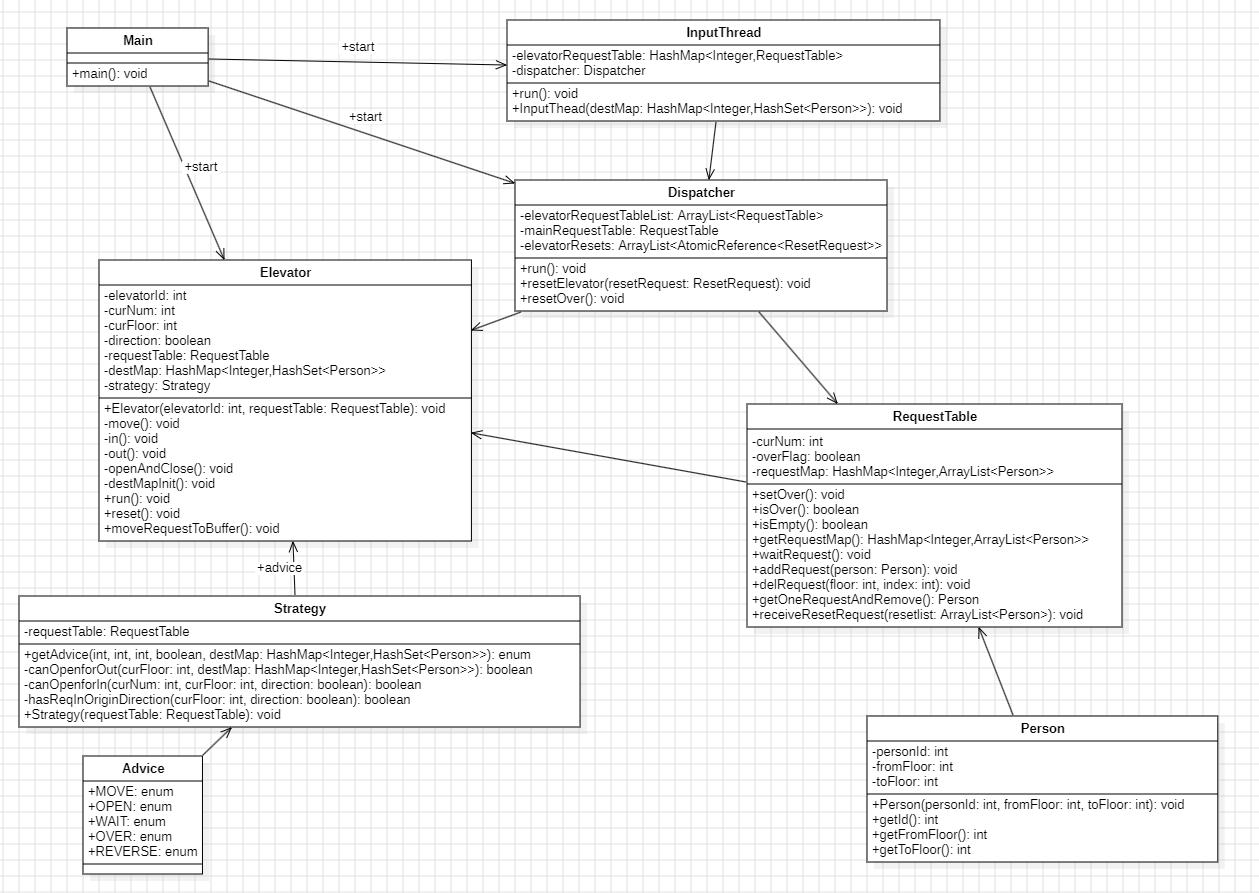 Main
+main(): void
+start
+start
+start
InputThread
-elevatorRequestTable: HashMap<Integer,RequestTable>
-dispatcher: Dispatcher
+run(): void
+InputThead(destMap: HashMap<Integer,HashSet<Person>>): void
Dispatcher
-elevatorRequestTableList: ArrayList<RequestTable>
-mainRequestTable: RequestTable
-elevatorResets: ArrayList<AtomicReference<ResetRequest>>
+run(): void
+resetElevator(resetRequest: ResetRequest): void
+resetOver(): void
Elevator
-elevatorId: int
-curNum: int
-curFloor: int
-direction: boolean
-requestTable: RequestTable
-destMap: HashMap<Integer,HashSet<Person>>
-strategy: Strategy
+Elevator(elevatorId: int, requestTable: RequestTable): void
-move(): void
-in(): void
-out(): void
-openAndClose(): void
-destMapInit(): void
+run(): void
+reset(): void
+moveRequestToBuffer(): void
RequestTable
-curNum: int
-overFlag: boolean
-requestMap: HashMap<Integer,ArrayList<Person>>
+setOver(): void
+isOver(): boolean
+isEmpty(): boolean
+getRequestMap(): HashMap<Integer,ArrayList<Person>>
+waitRequest(): void
+addRequest(person: Person): void
+delRequest(floor: int, index: int): void
+getOneRequestAndRemove(): Person
+receiveResetRequest(resetlist: ArrayList<Person>): void
+advice
Strategy
-requestTable: RequestTable
+getAdvice(int, int, int, boolean, destMap: HashMap<Integer,HashSet<Person>>): enum
-canOpenforOut(curFloor: int, destMap: HashMap<Integer,HashSet<Person>>): boolean
-canOpenforIn(curNum: int, curFloor: int, direction: boolean): boolean
-hasReqInOriginDirection(curFloor: int, direction: boolean): boolean
+Strategy(requestTable: RequestTable): void
Advice
+MOVE: enum
+OPEN: enum
+WAIT: enum
+OVER: enum
+REVERSE: enum
Person
-personId: int
-fromFloor: int
-toFloor: int
+Person(personId: int, fromFloor: int, toFloor: int): void
+getId(): int
+getFromFloor(): int
+getToFloor(): int